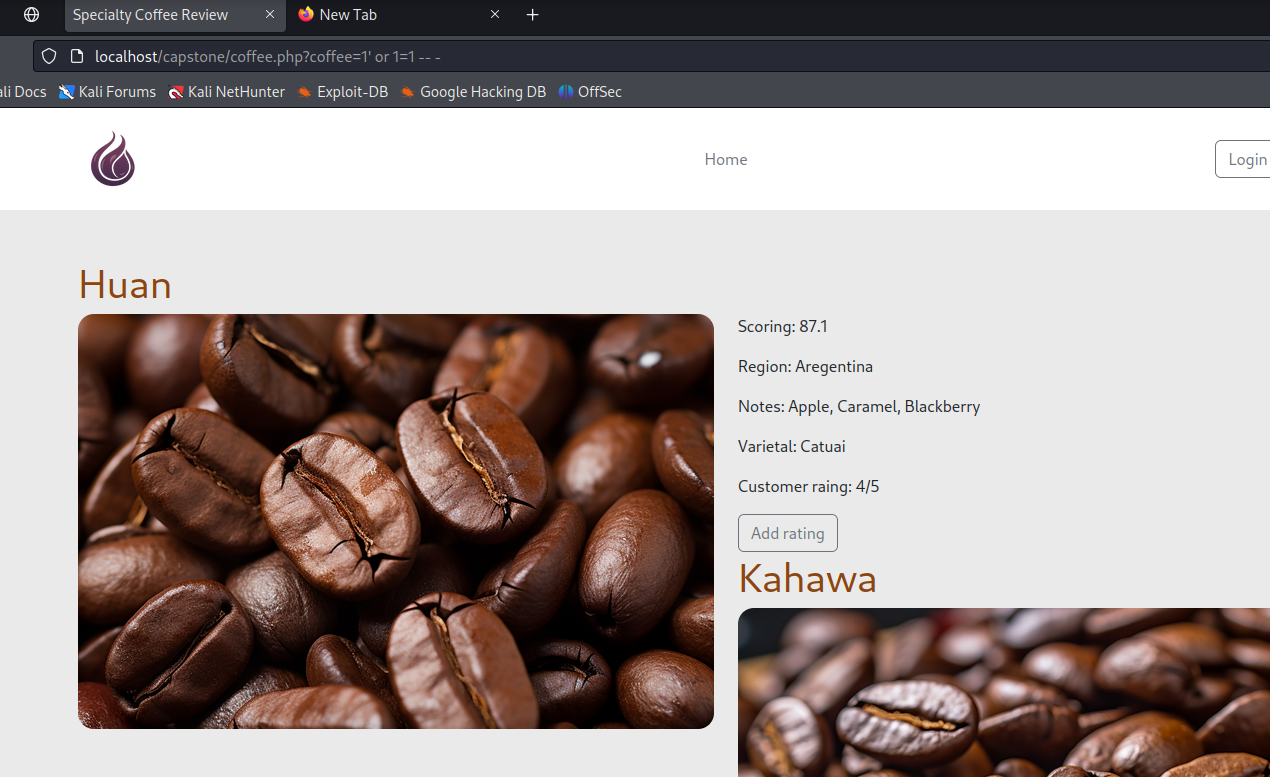 Specialty Coffee Review
New Tab
localhost/capstone/coffee.php?coffee=1' or 1=1 -- -
ali Docs Kali Forums Kali NetHunter Exploit-DB Google Hacking DB OffSec
Home
Login
Huan
Scoring: 87.1
Region: Aregentina
Notes: Apple, Caramel, Blackberry
Varietal: Catuai
Customer raing: 4/5
Add rating
Kahawa